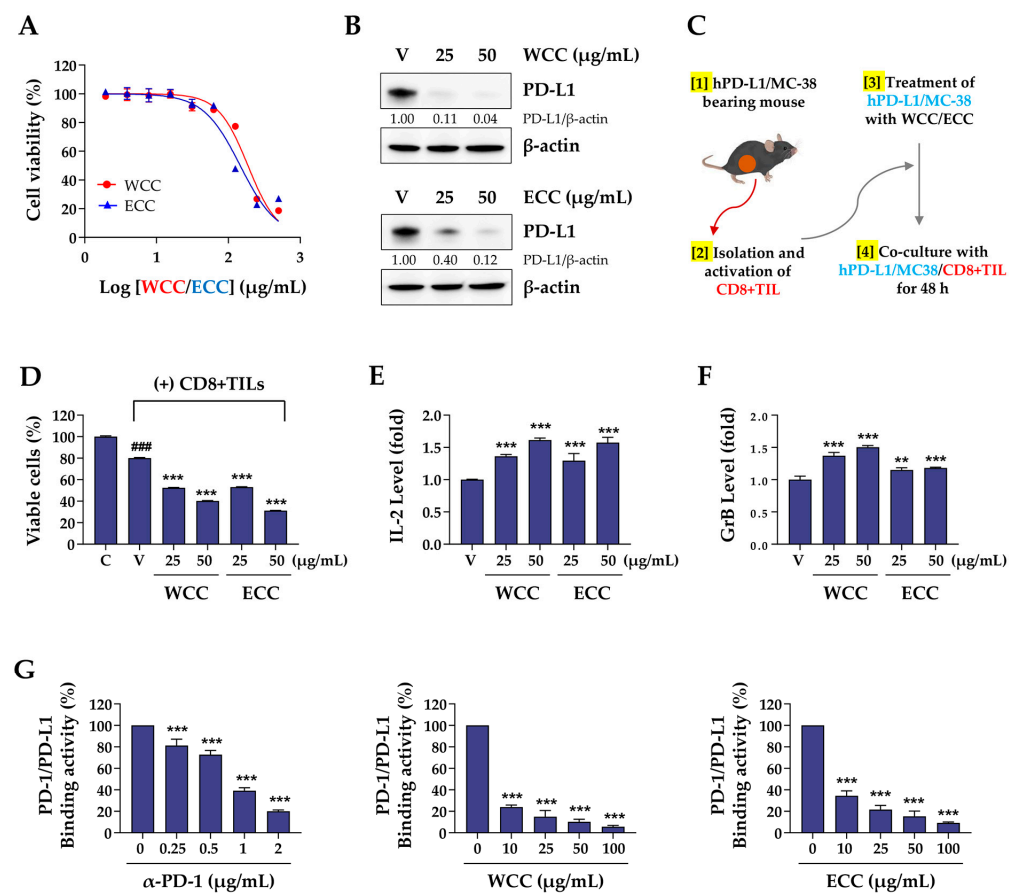 A
Cell viability (%)
120
100
80
60
40
20
0
WCC
ECC
0
1
2
3
Log [WCC/ECC] (μg/mL)
B
V 25 50 WCC (μg/mL)
PD-L1
1.00 0.11 0.04 PD-L1/β-actin
β-actin
V 25 50 ECC (μg/mL)
PD-L1
1.00 0.40 0.12 PD-L1/β-actin
β-actin
C
[1] hPD-L1/MC-38
bearing mouse
[2] Isolation and
activation of
CD8+TIL
[3] Treatment of
hPD-L1/MC-38
with WCC/ECC
[4] Co-culture with
hPD-L1/MC38/CD8+TIL
for 48 h
D
(+) CD8+TILs
Viable cells (%)
120
100
80
60
40
20
0
###
***
***
***
***
C V 25 50 25 50 (μg/mL)
WCC ECC
E
IL-2 Level (fold)
2.0
1.5
1.0
0.5
0.0
***
***
***
***
V 25 50 25 50 (μg/mL)
WCC ECC
F
GrB Level (fold)
2.0
1.5
1.0
0.5
0.0
***
***
**
***
V 25 50 25 50 (μg/mL)
WCC ECC
G
PD-1/PD-L1
Binding activity (%)
120
100
80
60
40
20
0
***
***
***
***
0 0.25 0.5 1 2
α-PD-1 (μg/mL)
PD-1/PD-L1
Binding activity (%)
120
100
80
60
40
20
0
***
***
***
***
0 10 25 50 100
WCC (μg/mL)
PD-1/PD-L1
Binding activity (%)
120
100
80
60
40
20
0
***
***
***
***
0 10 25 50 100
ECC (μg/mL)